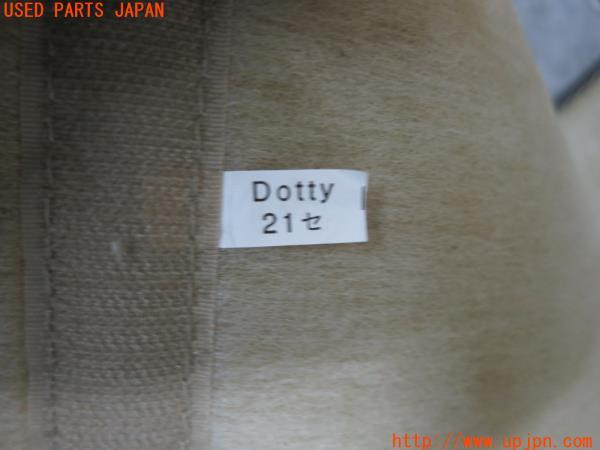 USED PARTS JAPAN
Dotty
21セ
http://www.upjpn.com